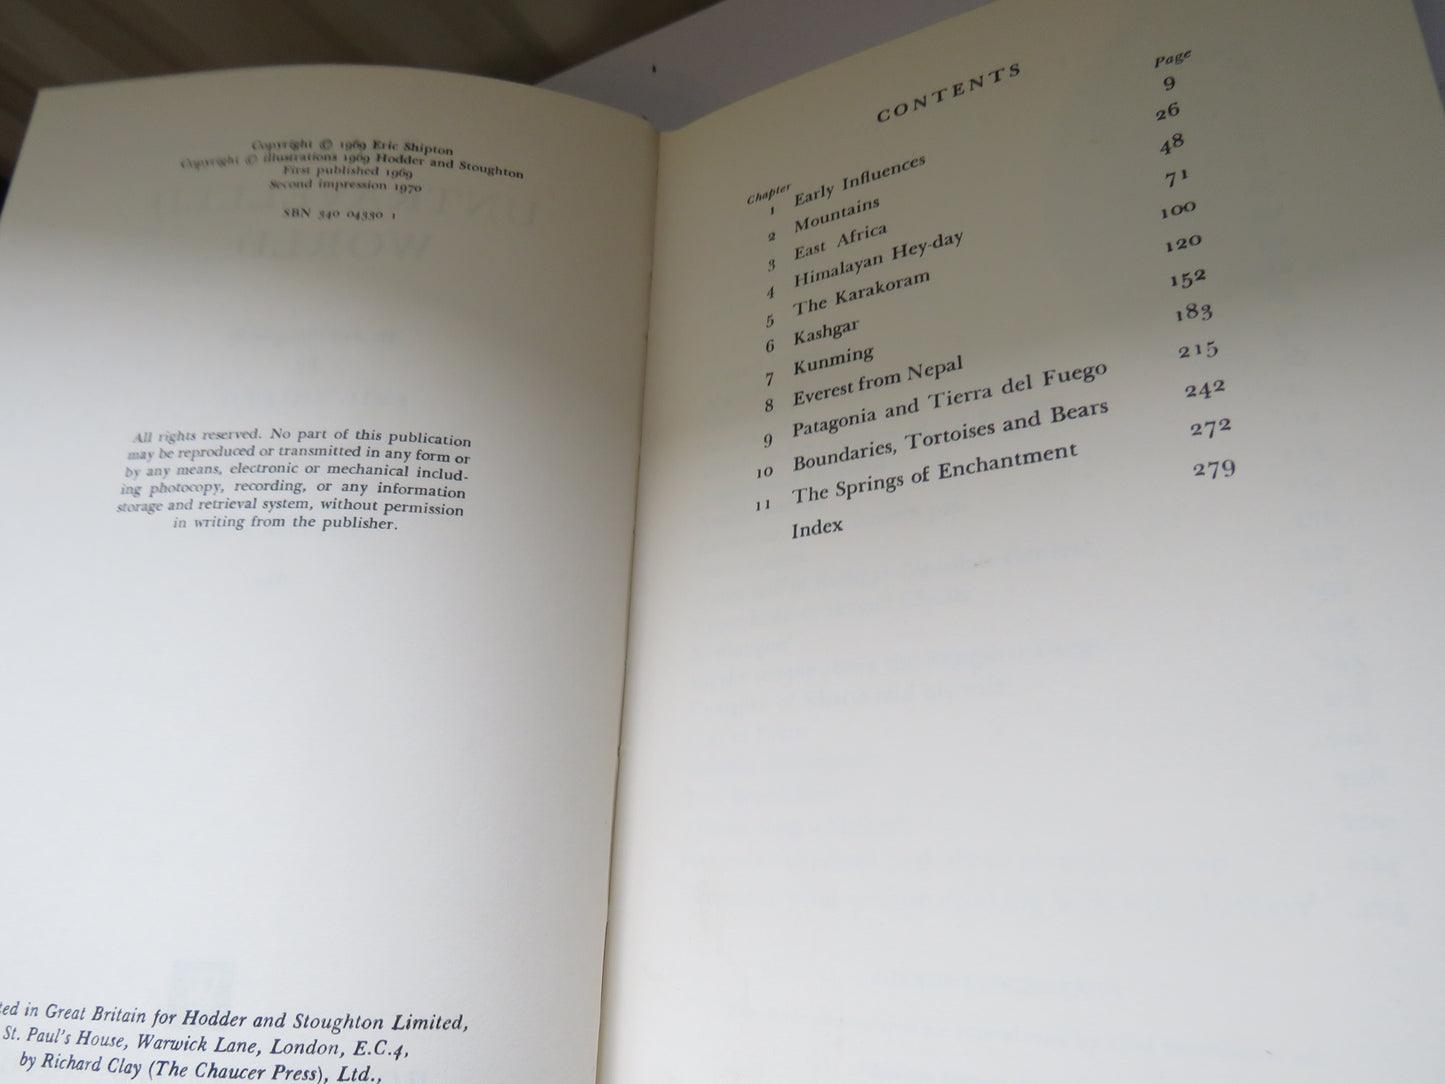 Copyright © 1969 Eric Shipton
Copyright © illustrations 1969 Hodder and Stoughton
First published 1969
Second impression 1970
SBN 340 04330 1
All rights reserved. No part of this publication
may be reproduced or transmitted in any form or
by any means, electronic or mechanical includ-
ing photocopy, recording, or any information
storage and retrieval system, without permission
in writing from the publisher.
ted in Great Britain for Hodder and Stoughton Limited,
St. Paul's House, Warwick Lane, London, E.C.4,
by Richard Clay (The Chaucer Press), Ltd.,
CONTENTS
Chapter Page
1 Early Influences 9
2 Mountains 26
3 East Africa 48
4 Himalayan Hey-day 71
5 The Karakoram 100
6 Kashgar 120
7 Kunming 152
8 Everest from Nepal 183
9 Patagonia and Tierra del Fuego 215
10 Boundaries, Tortoises and Bears 242
11 The Springs of Enchantment 272
Index 279